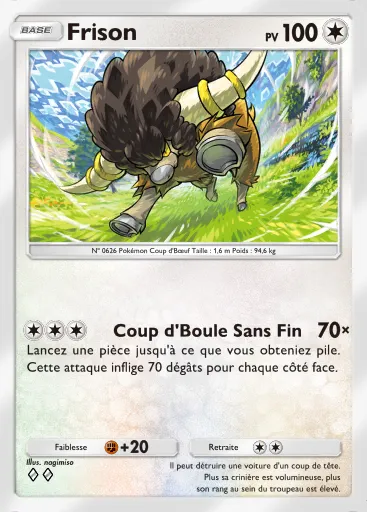 BASE Frison PV 100
N° 0626 Pokémon Coup d'Bœuf Taille : 1,6 m Poids : 94,6 kg
Coup d'Boule Sans Fin 70×
Lancez une pièce jusqu'à ce que vous obteniez pile.
Cette attaque inflige 70 dégâts pour chaque côté face.
Faiblesse +20 Retraite
Illus. nagimiso
Il peut détruire une voiture d'un coup de tête.
Plus sa crinière est volumineuse, plus
son rang au sein du troupeau est élevé.